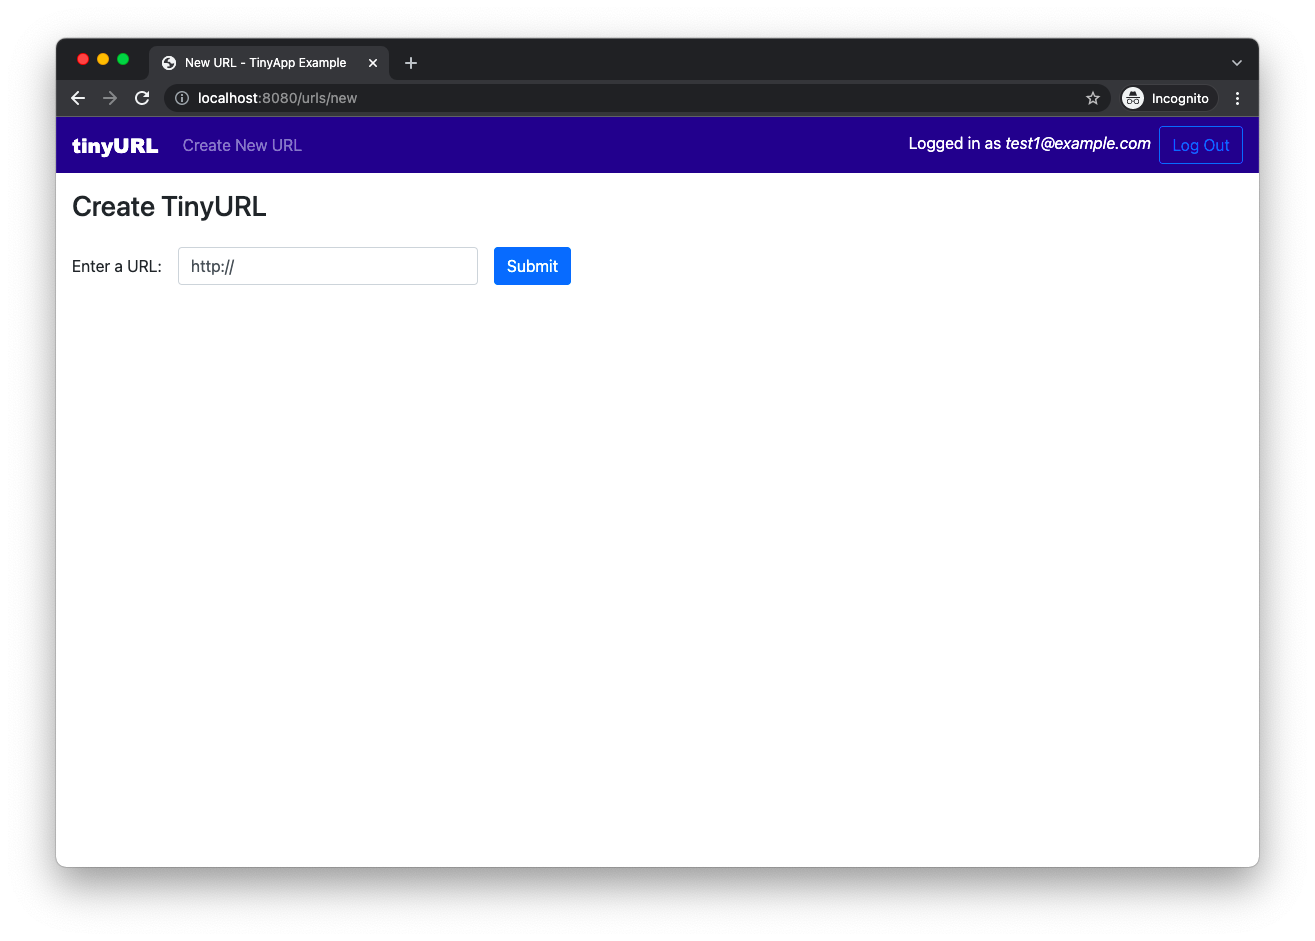 New URL - TinyApp Example
localhost:8080/urls/new
Incognito
tinyURL Create New URL Logged in as test1@example.com Log Out
Create TinyURL
Enter a URL: http:// Submit